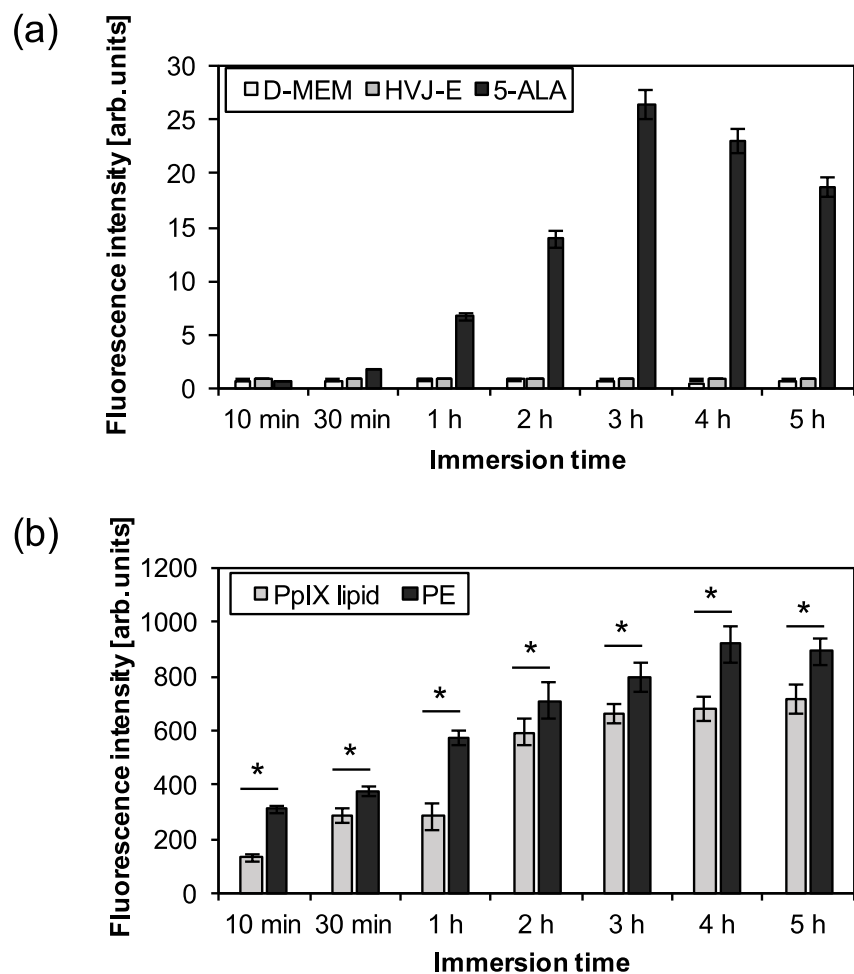 (a)
Fluorescence intensity [arb.units]
30
25
20
15
10
5
0
D-MEM HVJ-E 5-ALA
10 min 30 min 1 h 2 h 3 h 4 h 5 h
Immersion time
(b)
Fluorescence intensity [arb.units]
1200
1000
800
600
400
200
0
PpIX lipid PE
* * * * * * *
10 min 30 min 1 h 2 h 3 h 4 h 5 h
Immersion time